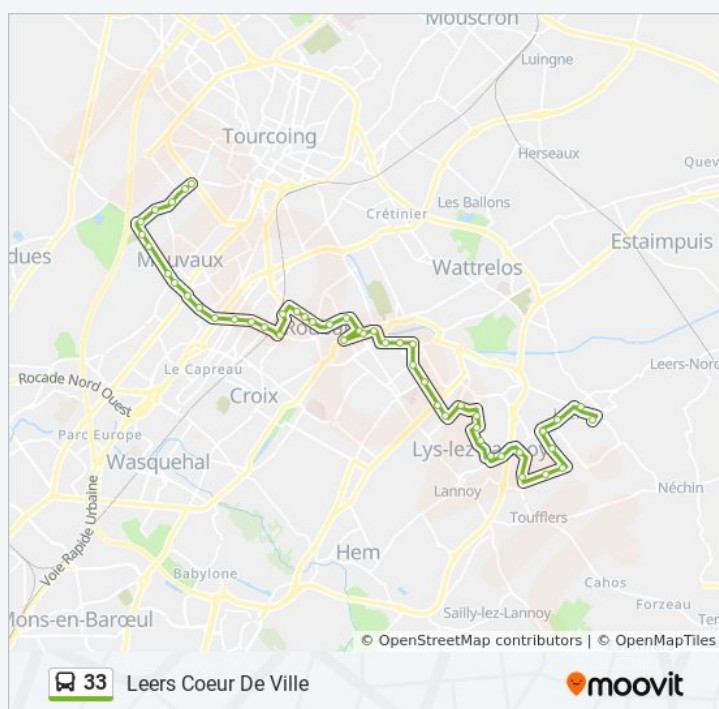 Mouscron
Luingne
Tourcoing
Herseaux
Quev
Les Ballons
Crétinier
Estaimpuis
dues
Wattrelos
Leers-Nord
Le Capreau
Rocade Nord Ouest
Croix
Parc Europe
Wasquehal
Lannoy
Néchin
Toufflers
Voie Rapide Urbaine
Hem
Babylone
Cahos
Forzeau
Mons-en-Barœul
Sailly-lez-Lannoy
Ter
© OpenStreetMap contributors | © OpenMapTiles
33 Leers Coeur De Ville
moovit